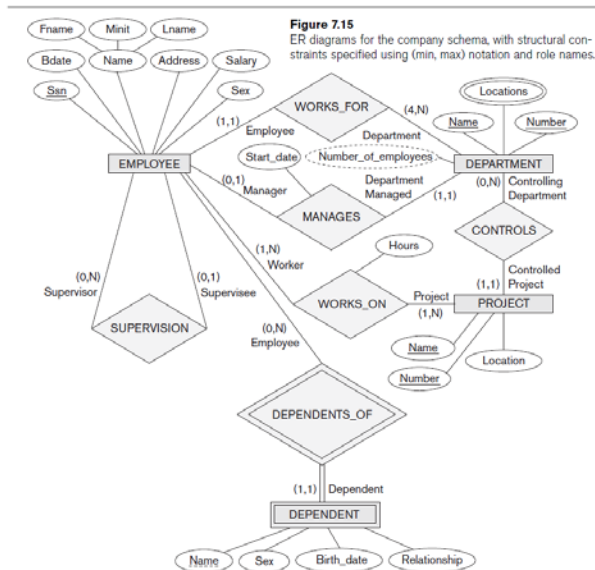 Figure 7.15
ER diagrams for the company schema, with structural con-
straints specified using (min, max) notation and role names.
Fname
Minit
Lname
Bdate
Name
Address
Salary
Ssn
Sex
WORKS_FOR
Locations
Name
Number
(1,1)
Employee
(4,N)
Department
EMPLOYEE
Start_date
Number_of_employees
DEPARTMENT
(0,1)
Manager
MANAGES
Department
Managed
(1,1)
(0,N)
Controlling
Department
CONTROLS
(1,N)
Worker
Hours
(0,N)
Supervisor
(0,1)
Supervisee
SUPERVISION
WORKS_ON
Project
(1,N)
(1,1)
Controlled
Project
PROJECT
Name
Number
Location
(0,N)
Employee
DEPENDENTS_OF
(1,1)
Dependent
DEPENDENT
Name
Sex
Birth_date
Relationship